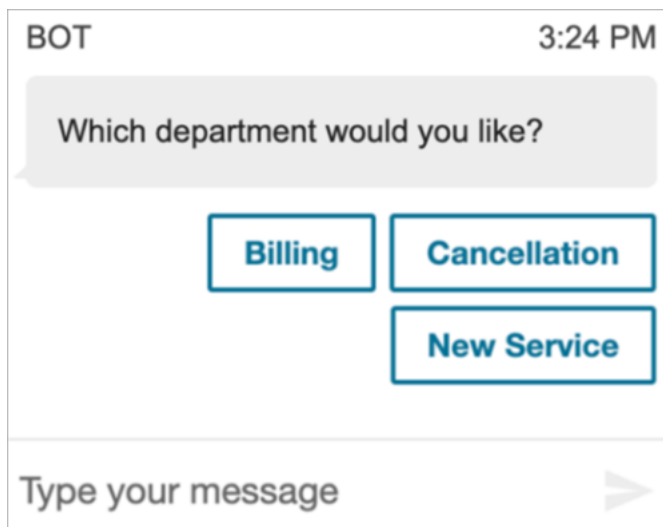 BOT 3:24 PM
Which department would you like?
Billing Cancellation
New Service
Type your message